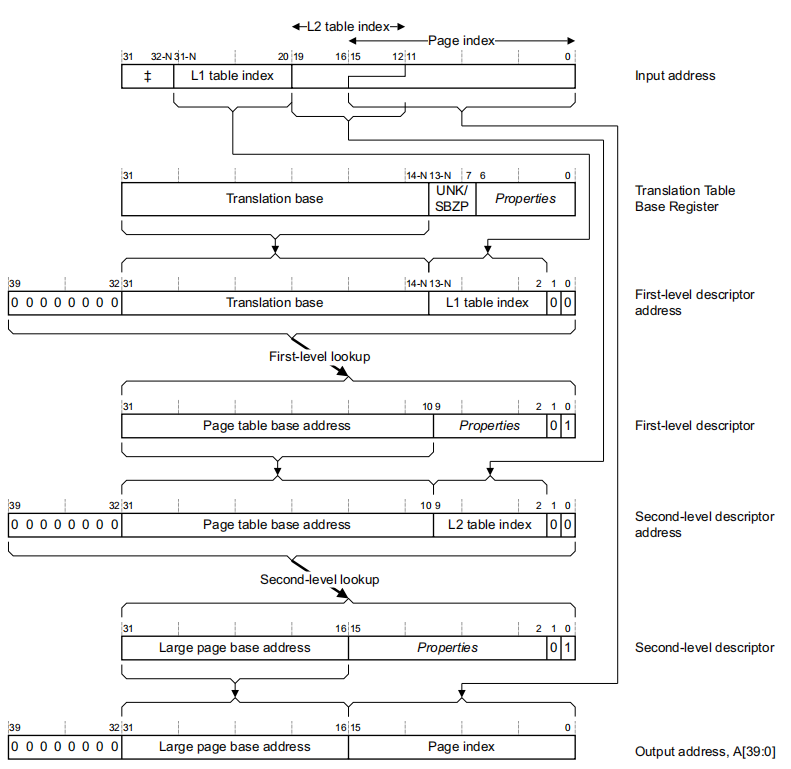 L2 table index
Page index
31 32-N 31-N 20 19 16 15 12 11 0
‡ L1 table index Input address
31 14-N 13-N 7 6 0
Translation base UNK/ SBZP Properties Translation Table Base Register
39 32 31 14-N 13-N 2 1 0
0 0 0 0 0 0 0 0 Translation base L1 table index 0 0 First-level descriptor address
First-level lookup
31 10 9 2 1 0
Page table base address Properties 0 1 First-level descriptor
39 32 31 10 9 2 1 0
0 0 0 0 0 0 0 0 Page table base address L2 table index 0 0 Second-level descriptor address
Second-level lookup
31 16 15 2 1 0
Large page base address Properties 0 1 Second-level descriptor
39 32 31 16 15 0
0 0 0 0 0 0 0 0 Large page base address Page index Output address, A[39:0]